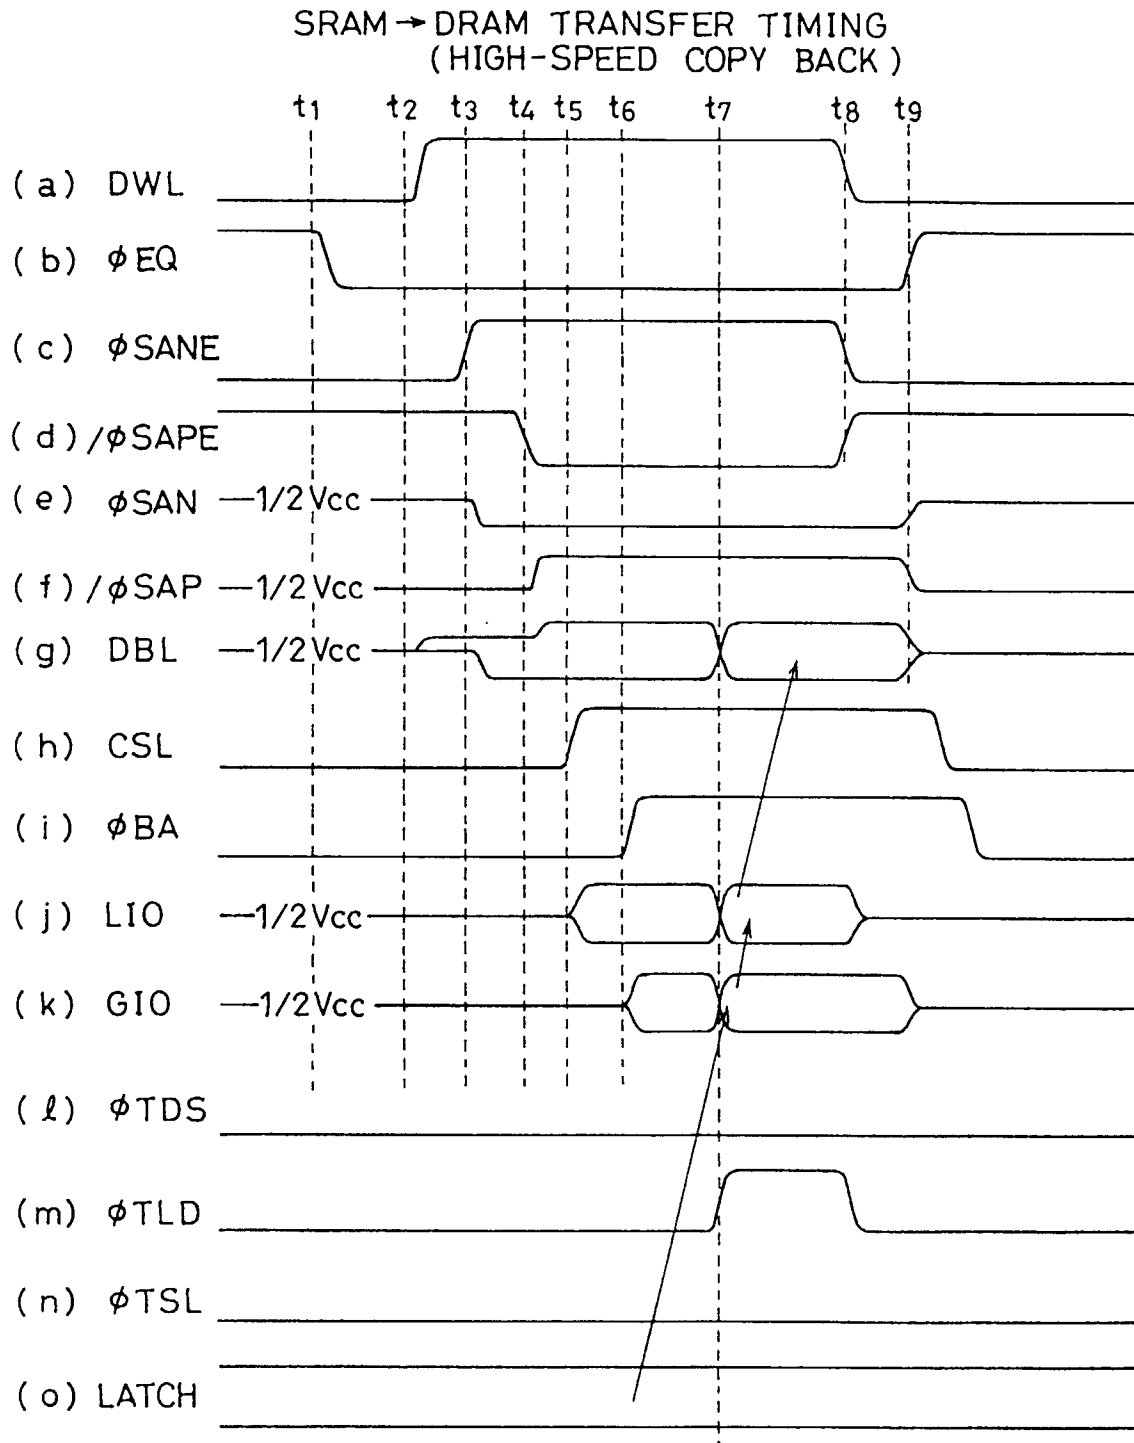 SRAM → DRAM TRANSFER TIMING
(HIGH-SPEED COPY BACK)
t1 t2 t3 t4 t5 t6 t7 t8 t9
(a) DWL
(b) φEQ
(c) φSANE
(d) /φSAPE
(e) φSAN 1/2Vcc
(f) /φSAP 1/2Vcc
(g) DBL 1/2Vcc
(h) CSL
(i) φBA
(j) LIO 1/2Vcc
(k) GIO 1/2Vcc
(ℓ) φTDS
(m) φTLD
(n) φTSL
(o) LATCH